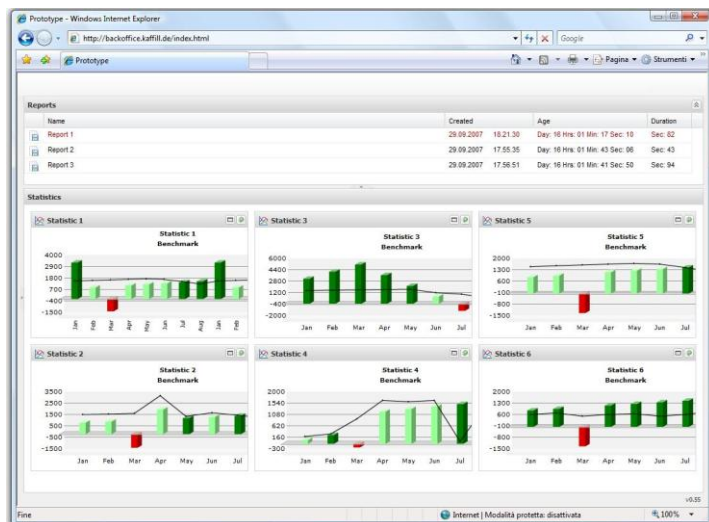 Prototype - Windows Internet Explorer
http://backoffice.kaffill.de/index.html
Google
Prototype
Pagina
Strumenti
Reports
Name Created Age Duration
Report 1 29.09.2007 18.21.30 Day: 16 Hrs: 01 Min: 17 Sec: 10 Sec: 82
Report 2 29.09.2007 17.55.35 Day: 16 Hrs: 01 Min: 43 Sec: 06 Sec: 43
Report 3 29.09.2007 17.56.51 Day: 16 Hrs: 01 Min: 41 Sec: 50 Sec: 94
Statistics
Statistic 1
Statistic 1
Benchmark
4000
2900
1800
700
-400
-1500
Jan Feb Mar Apr May Jun Jul Aug Jan Feb
Statistic 3
Statistic 3
Benchmark
6000
4400
2800
1200
-400
-2000
Jan Feb Mar Apr May Jun Jul
Statistic 5
Statistic 5
Benchmark
2000
1300
600
-100
-800
-1500
Jan Feb Mar Apr May Jun Jul
Statistic 2
Statistic 2
Benchmark
3500
2500
1500
500
-500
-1500
Jan Feb Mar Apr May Jun Jul
Statistic 4
Statistic 4
Benchmark
2000
1540
1080
620
160
-300
Jan Feb Mar Apr May Jun Jul
Statistic 6
Statistic 6
Benchmark
2000
1300
600
-100
-800
-1500
Jan Feb Mar Apr May Jun Jul
v0.55
Fine
Internet | Modalità protetta: disattivata
100%